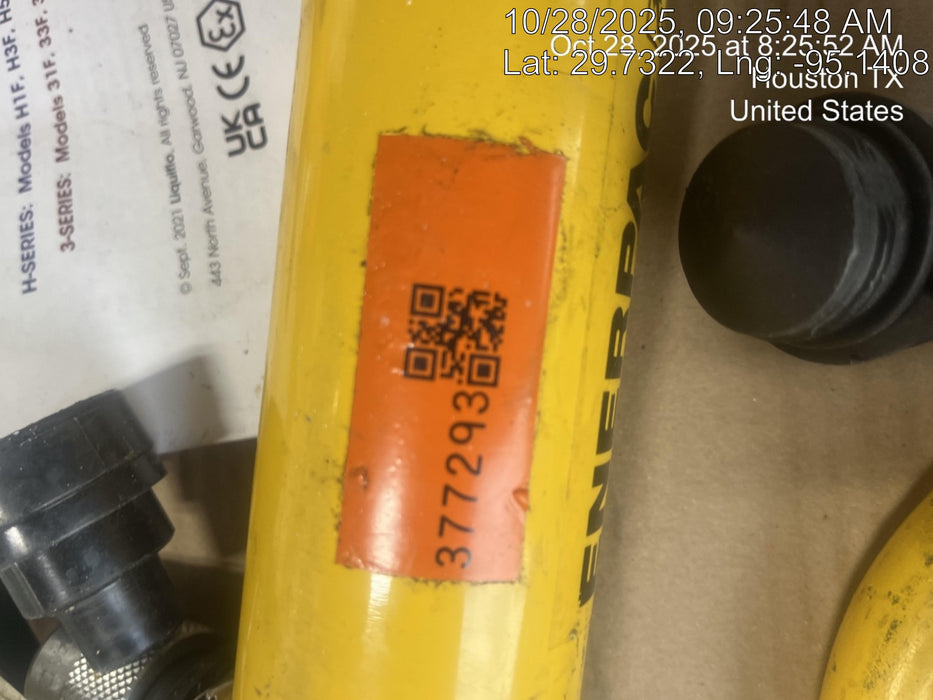 10/28/2025, 09:25:48 AM
Oct 28, 2025 at 8:25:52 AM
Lat: 29.7322, Lng: -95.1408
Houston TX
United States
H-SERIES: Models H1F, H3F,
3-SERIES: Models 31F, 33F,
© Sept. 2021 Liquiflo. All rights reserved
443 North Avenue, Garwood, NJ 07027
UK
CA
CE
Ex
377293
ENERPAC